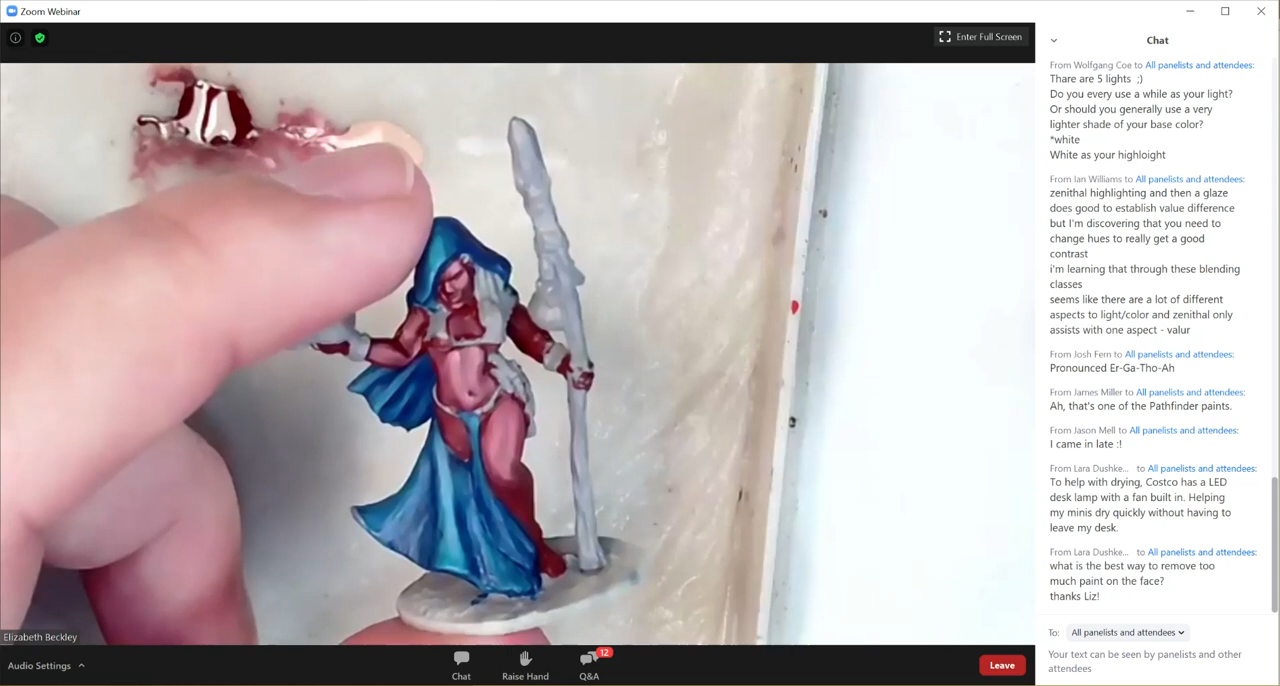 Zoom Webinar
Enter Full Screen
Chat
From Wolfgang Coe to All panelists and attendees:
Thare are 5 lights ;)
Do you every use a while as your light?
Or should you generally use a very
lighter shade of your base color?
*white
White as your highloight
From Ian Williams to All panelists and attendees:
zenithal highlighting and then a glaze
does good to establish value difference
but I'm discovering that you need to
change hues to really get a good
contrast
i'm learning that through these blending
classes
seems like there are a lot of different
aspects to light/color and zenithal only
assists with one aspect - valur
From Josh Fern to All panelists and attendees:
Pronounced Er-Ga-Tho-Ah
From James Miller to All panelists and attendees:
Ah, that's one of the Pathfinder paints.
From Jason Mell to All panelists and attendees:
I came in late :!
From Lara Dushke... to All panelists and attendees:
To help with drying, Costco has a LED
desk lamp with a fan built in. Helping
my minis dry quickly without having to
leave my desk.
From Lara Dushke... to All panelists and attendees:
what is the best way to remove too
much paint on the face?
thanks Liz!
To: All panelists and attendees
Your text can be seen by panelists and other
attendees
Elizabeth Beckley
Audio Settings
Chat
Raise Hand
Q&A
12
Leave